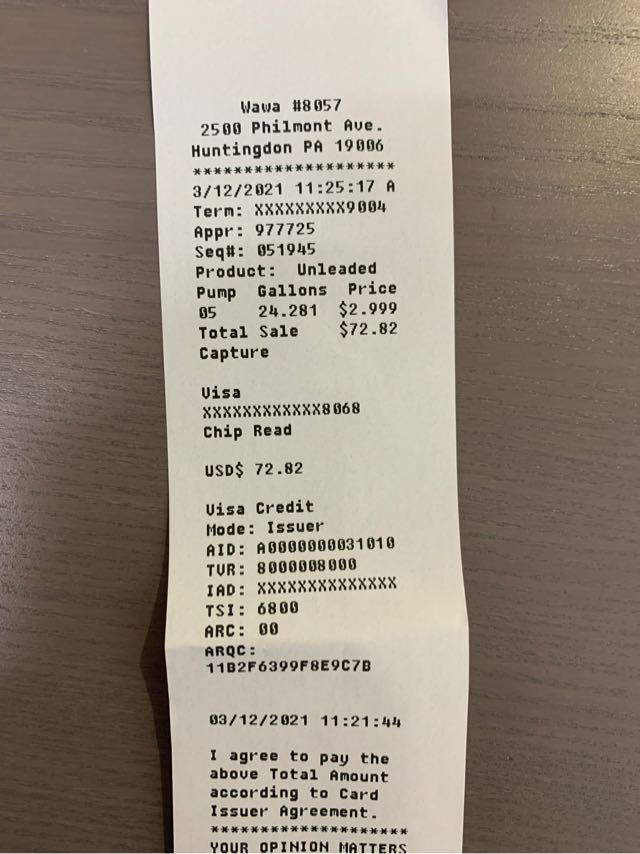 Wawa #8057
2500 Philmont Ave.
Huntingdon PA 19006
********************
3/12/2021 11:25:17 A
Term: XXXXXXXXX9004
Appr: 977725
Seq#: 051945
Product: Unleaded
Pump Gallons Price
05 24.281 $2.999
Total Sale $72.82
Capture
Visa
XXXXXXXXXXXX8068
Chip Read
USD$ 72.82
Visa Credit
Mode: Issuer
AID: A0000000031010
TVR: 8000008000
IAD: XXXXXXXXXXXXXX
TSI: 6800
ARC: 00
ARQC:
11B2F6399F8E9C7B
03/12/2021 11:21:44
I agree to pay the
above Total Amount
according to Card
Issuer Agreement.
********************
YOUR OPINION MATTERS